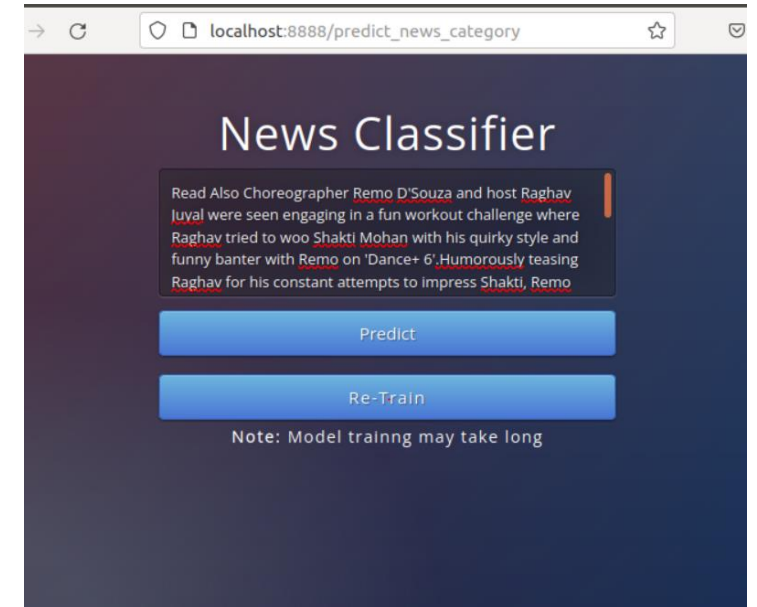 localhost:8888/predict_news_category
News Classifier
Read Also Choreographer Remo D'Souza and host Raghav
Juyal were seen engaging in a fun workout challenge where
Raghav tried to woo Shakti Mohan with his quirky style and
funny banter with Remo on 'Dance+ 6'.Humorously teasing
Raghav for his constant attempts to impress Shakti, Remo
Predict
Re-Train
Note: Model trainng may take long